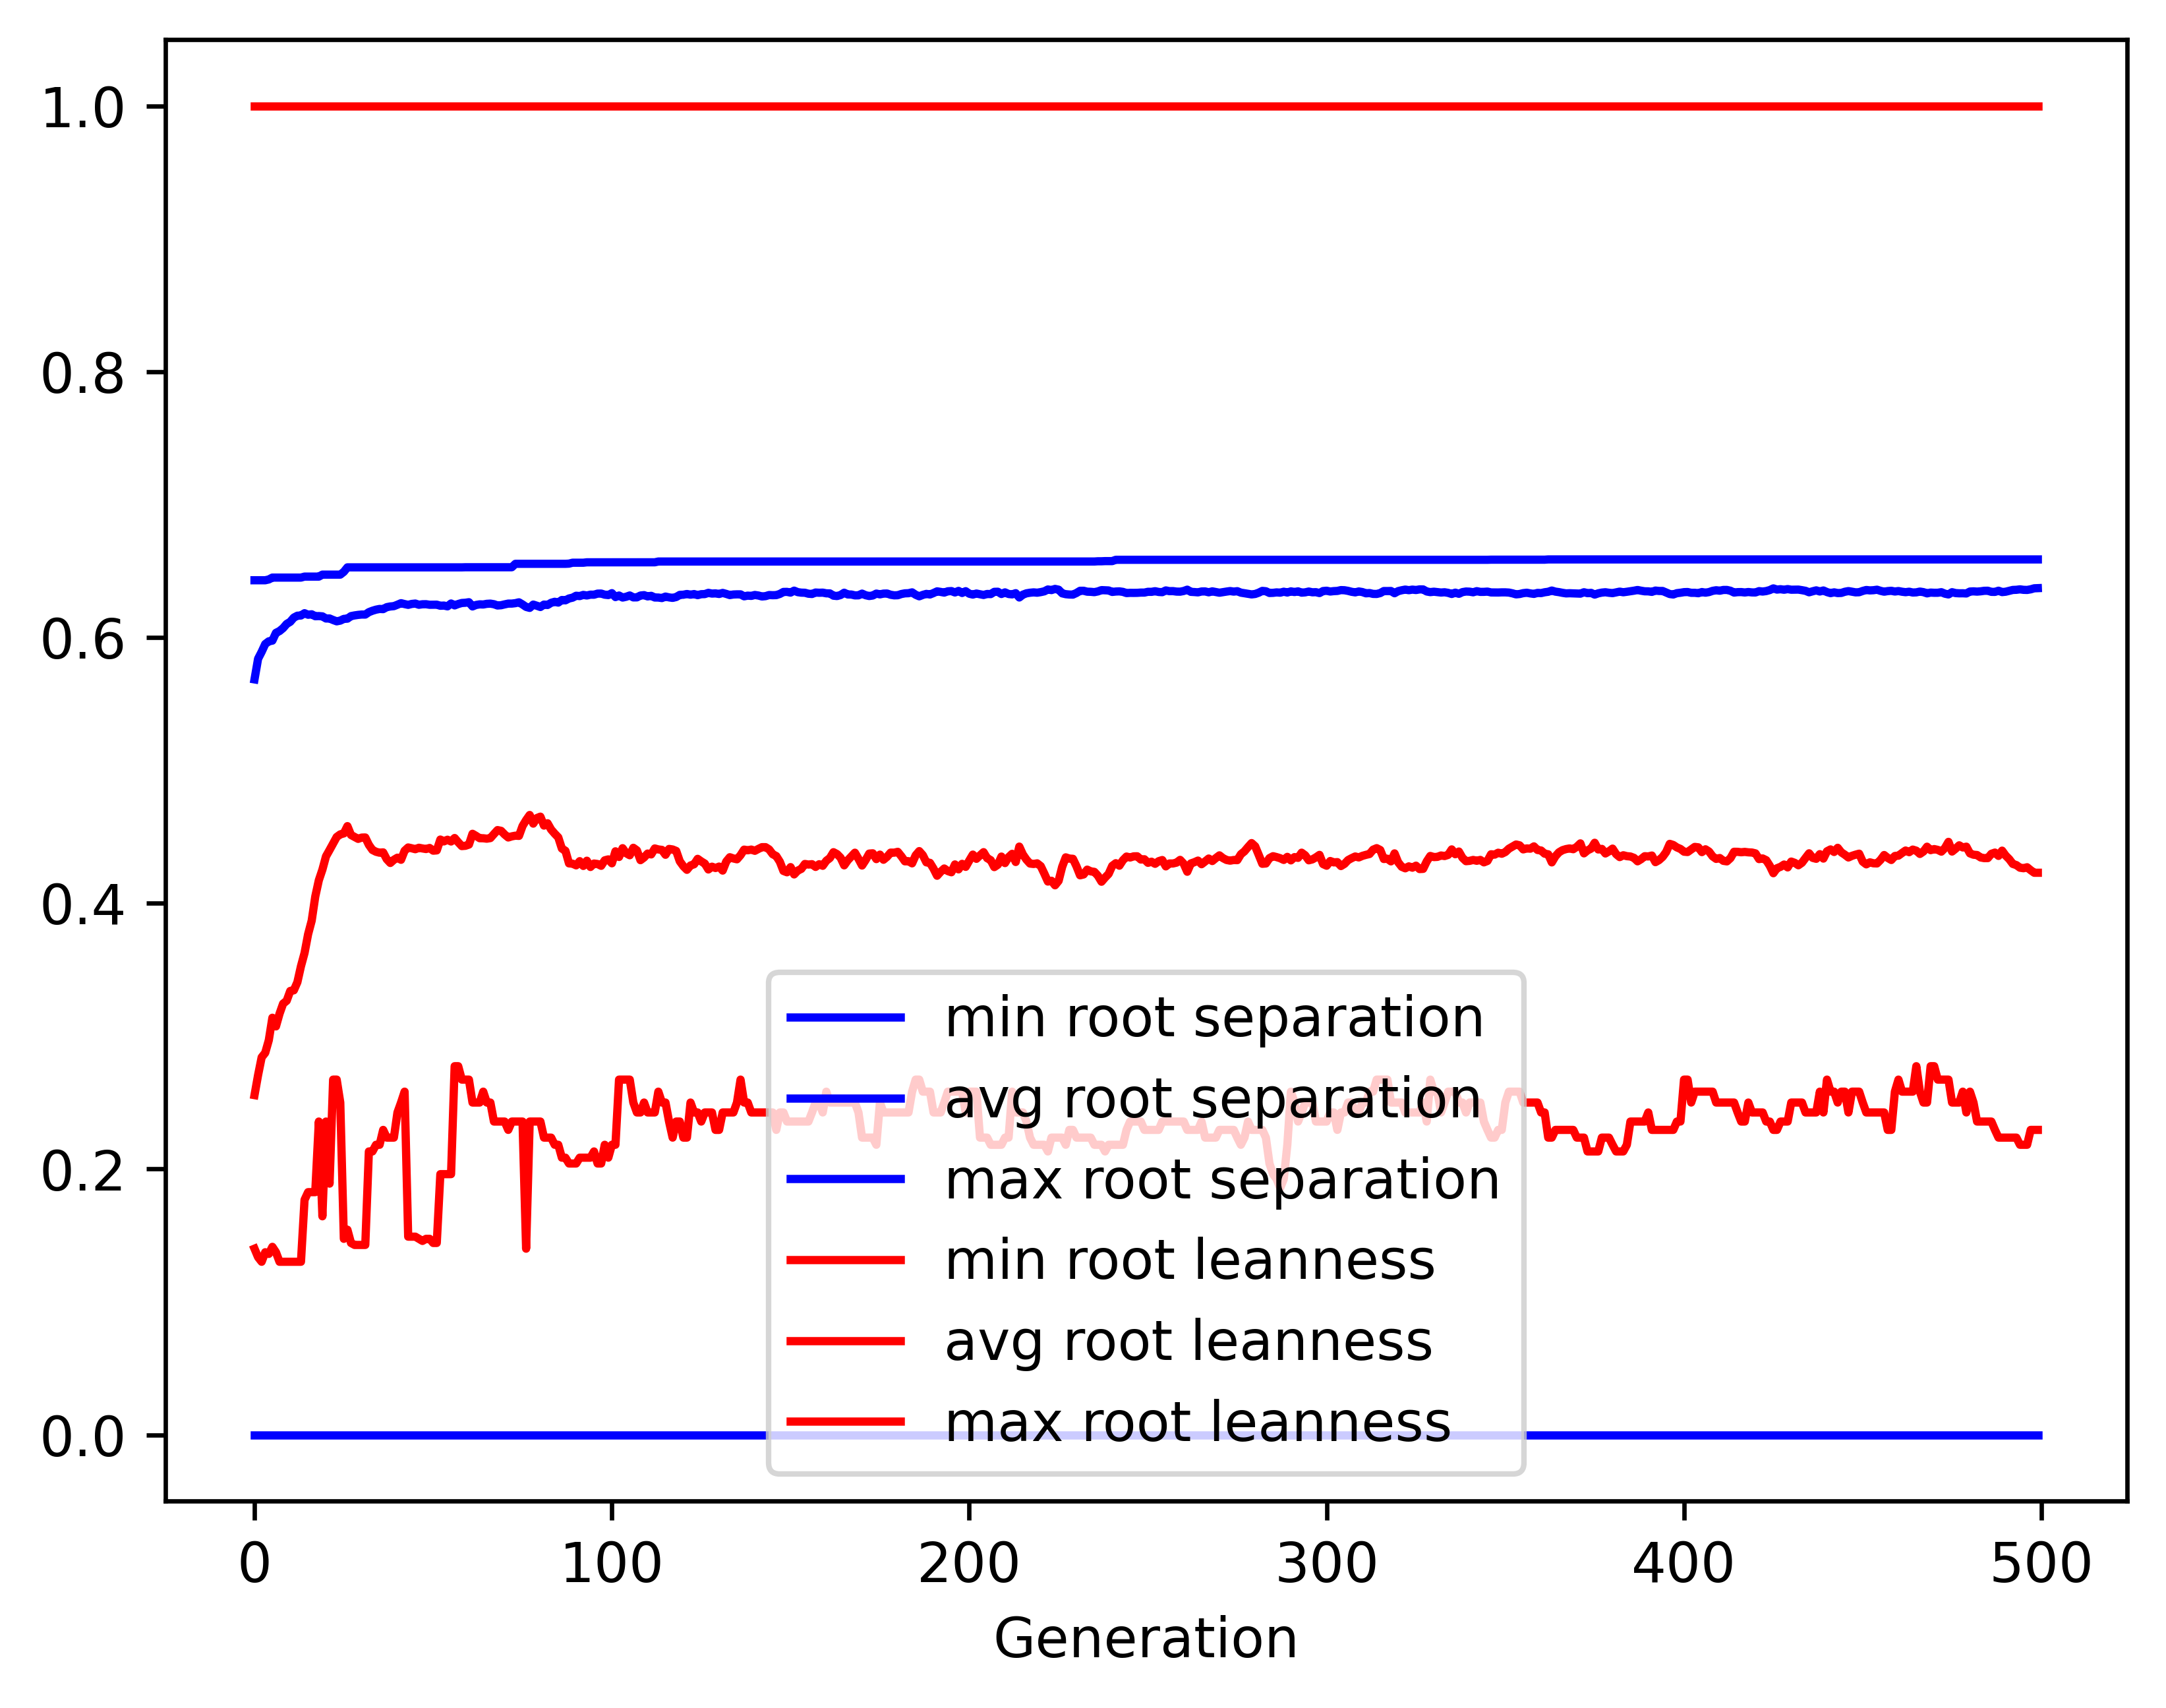 1.0
0.8
0.6
0.4
0.2
0.0
min root separation
avg root separation
max root separation
min root leanness
avg root leanness
max root leanness
0 100 200 300 400 500
Generation